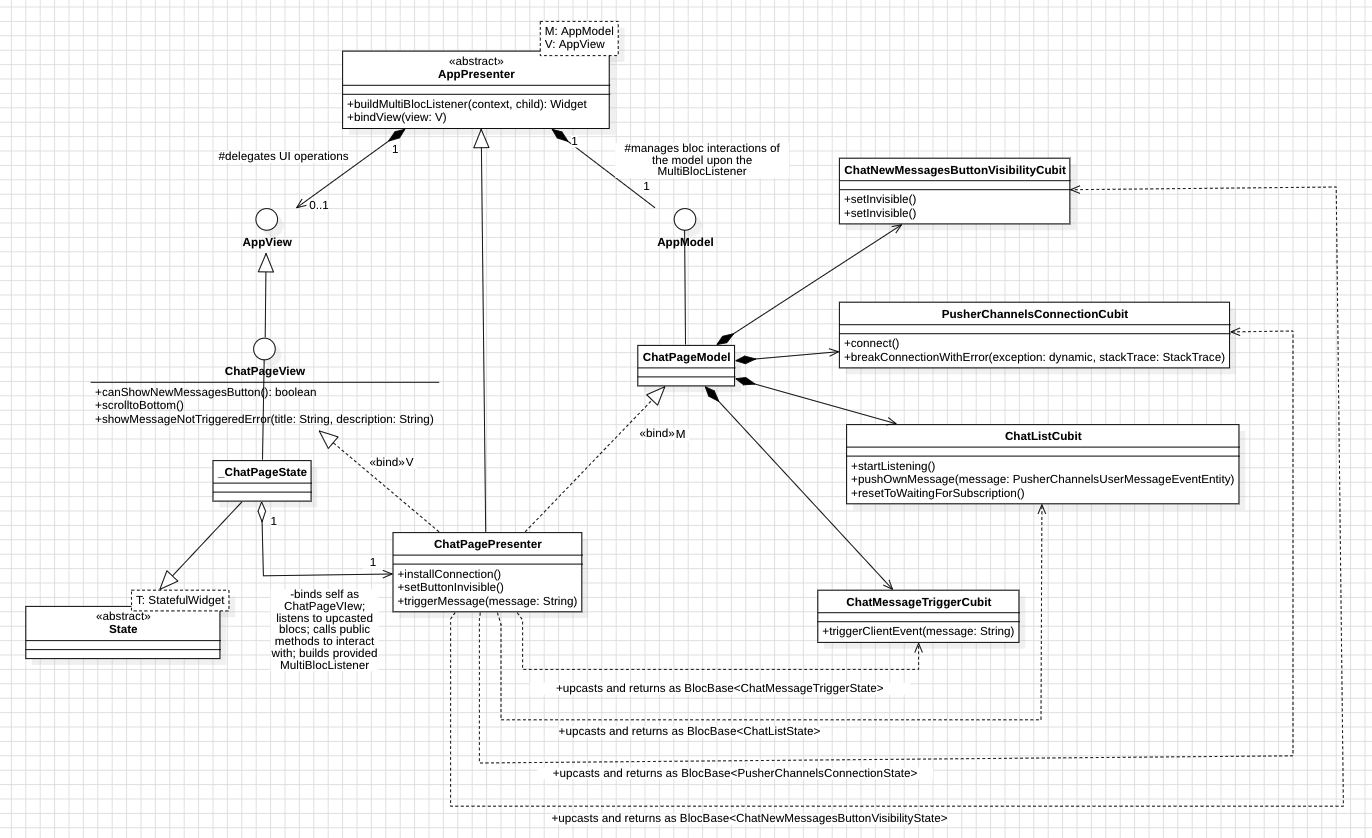 M: AppModel
V: AppView
«abstract»
AppPresenter
+buildMultiBlocListener(context, child): Widget
+bindView(view: V)
#delegates UI operations
1
0..1
1
#manages bloc interactions of
the model upon the
MultiBlocListener
1
AppView
AppModel
ChatNewMessagesButtonVisibilityCubit
+setInvisible()
+setInvisible()
PusherChannelsConnectionCubit
+connect()
+breakConnectionWithError(exception: dynamic, stackTrace: StackTrace)
ChatPageModel
ChatPageView
+canShowNewMessagesButton(): boolean
+scrolltoBottom()
+showMessageNotTriggeredError(title: String, description: String)
«bind»V
«bind»M
ChatListCubit
+startListening()
+pushOwnMessage(message: PusherChannelsUserMessageEventEntity)
+resetToWaitingForSubscription()
_ChatPageState
1
1
ChatPagePresenter
+installConnection()
+setButtonInvisible()
+triggerMessage(message: String)
T: StatefulWidget
«abstract»
State
-binds self as
ChatPageVIew;
listens to upcasted
blocs; calls public
methods to interact
with; builds provided
MultiBlocListener
ChatMessageTriggerCubit
+triggerClientEvent(message: String)
+upcasts and returns as BlocBase<ChatMessageTriggerState>
+upcasts and returns as BlocBase<ChatListState>
+upcasts and returns as BlocBase<PusherChannelsConnectionState>
+upcasts and returns as BlocBase<ChatNewMessagesButtonVisibilityState>